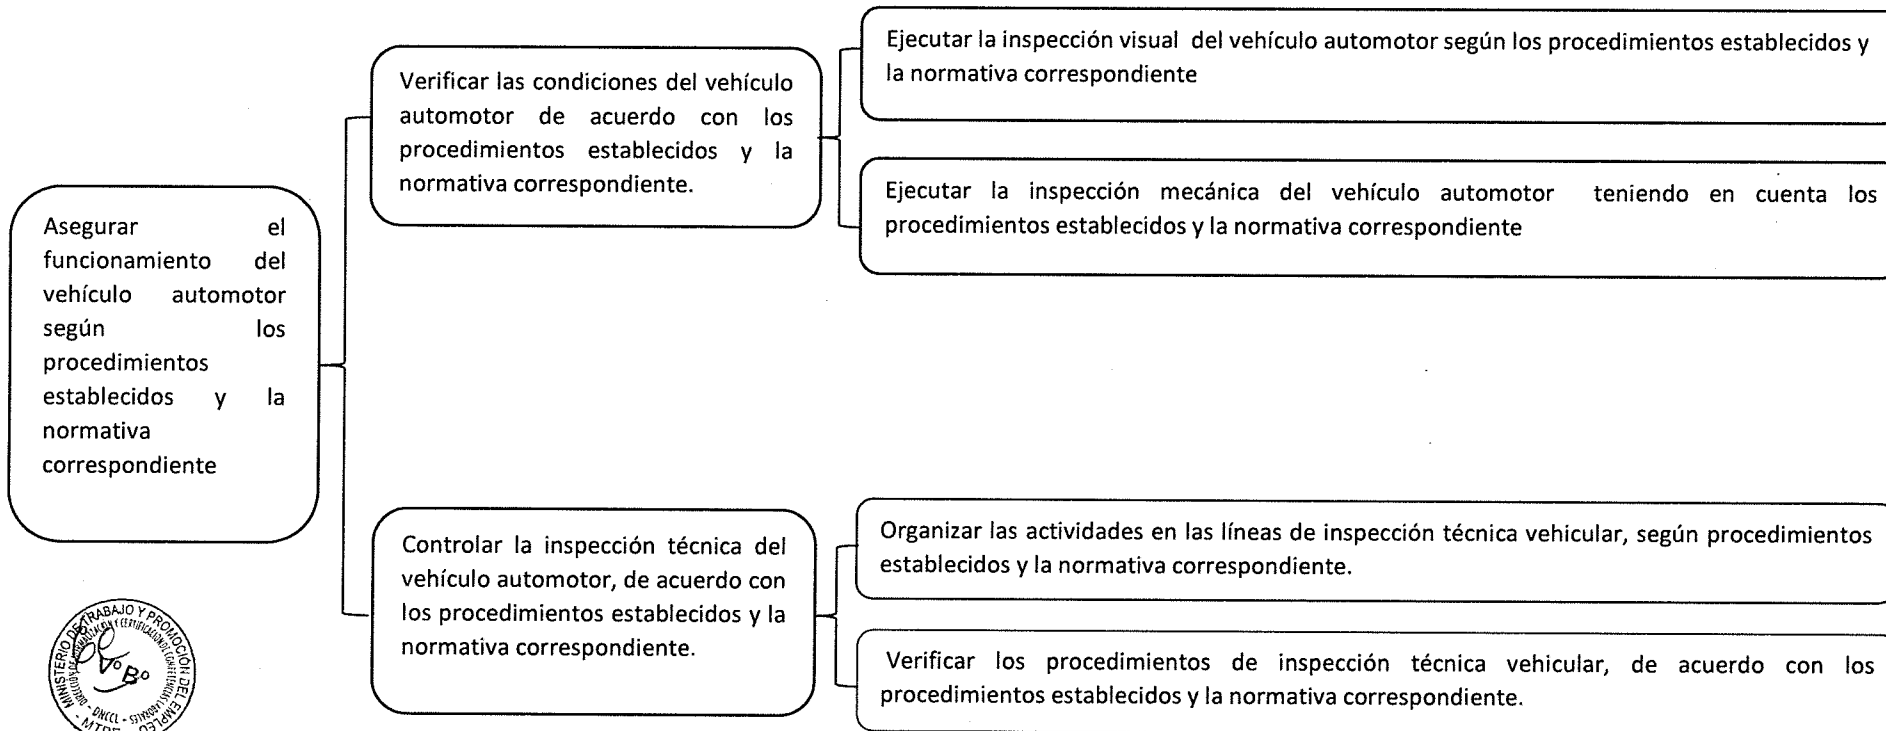 Asegurar el
funcionamiento del
vehículo automotor
según los
procedimientos
establecidos y la
normativa
correspondiente
Verificar las condiciones del vehículo
automotor de acuerdo con los
procedimientos establecidos y la
normativa correspondiente.
Ejecutar la inspección visual del vehículo automotor según los procedimientos establecidos y
la normativa correspondiente
Ejecutar la inspección mecánica del vehículo automotor teniendo en cuenta los
procedimientos establecidos y la normativa correspondiente
Controlar la inspección técnica del
vehículo automotor, de acuerdo con
los procedimientos establecidos y la
normativa correspondiente.
Organizar las actividades en las líneas de inspección técnica vehicular, según procedimientos
establecidos y la normativa correspondiente.
Verificar los procedimientos de inspección técnica vehicular, de acuerdo con los
procedimientos establecidos y la normativa correspondiente.
MINISTERIO DE TRABAJO Y PROMOCIÓN DEL EMPLEO
VºBº
DNCCL